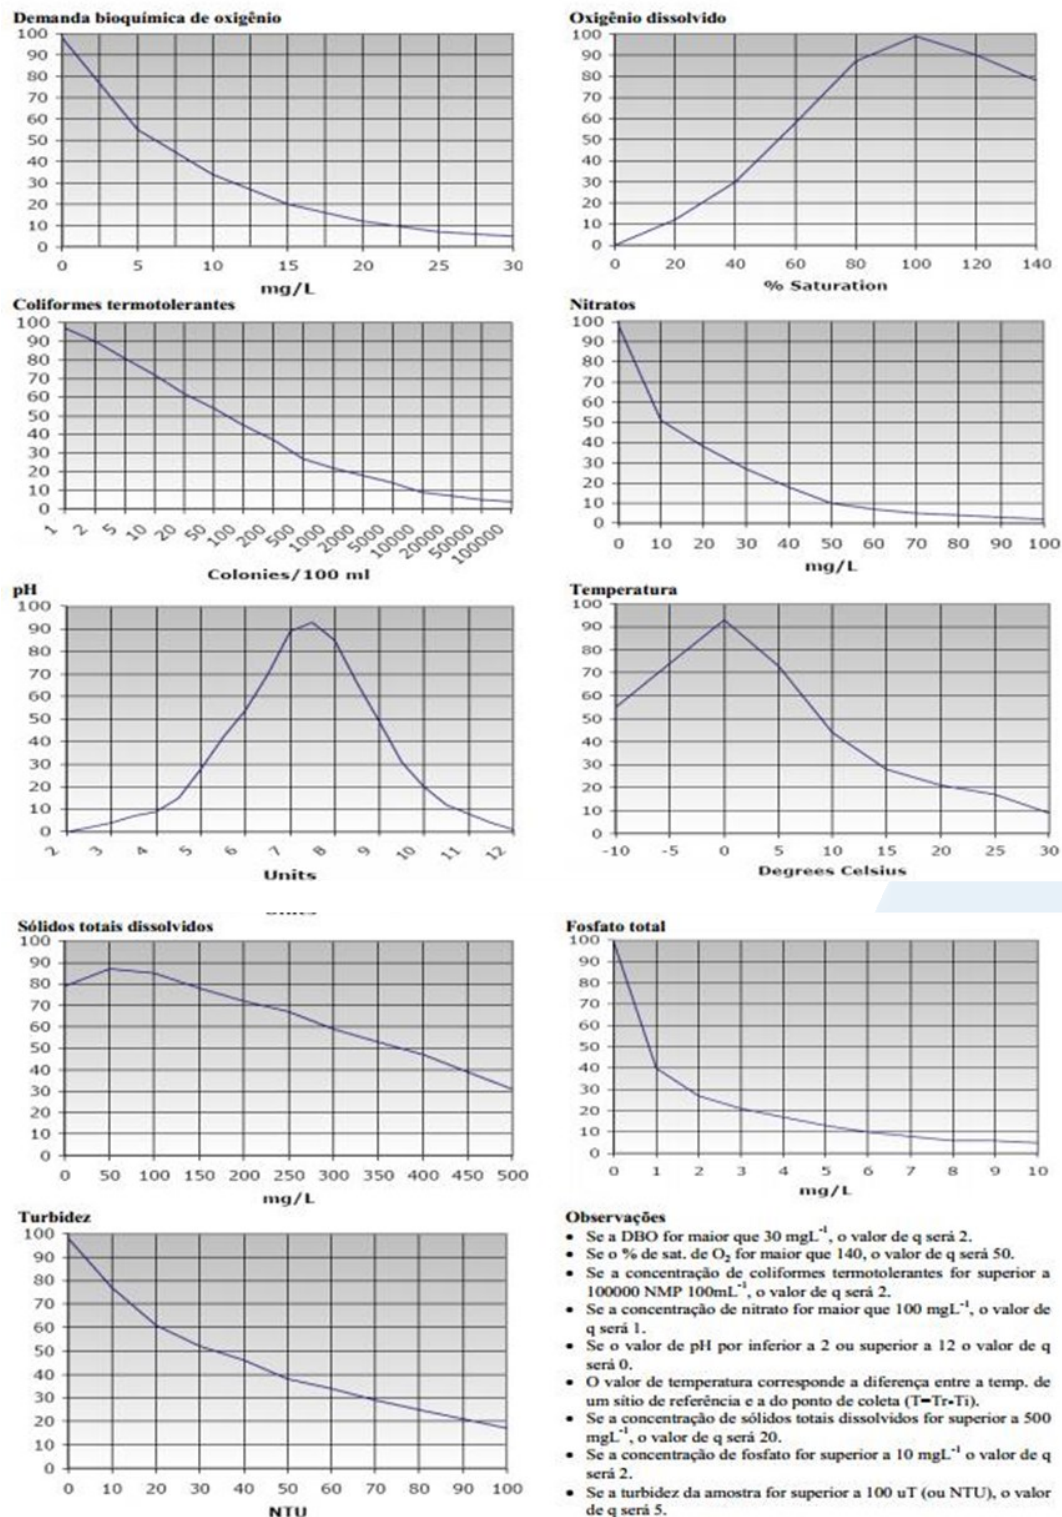 Demanda bioquímica de oxigênio
100
90
80
70
60
50
40
30
20
10
0
0 5 10 15 20 25 30
mg/L
Oxigênio dissolvido
100
90
80
70
60
50
40
30
20
10
0
0 20 40 60 80 100 120 140
% Saturation
Coliformes termotolerantes
100
90
80
70
60
50
40
30
20
10
0
1 2 5 10 20 50 100 200 500 1000 2000 5000 10000 20000 50000 100000
Colonies/100 ml
Nitratos
100
90
80
70
60
50
40
30
20
10
0
0 10 20 30 40 50 60 70 80 90 100
mg/L
pH
100
90
80
70
60
50
40
30
20
10
0
2 3 4 5 6 7 8 9 10 11 12
Units
Temperatura
100
90
80
70
60
50
40
30
20
10
0
-10 -5 0 5 10 15 20 25 30
Degrees Celsius
Sólidos totais dissolvidos
100
90
80
70
60
50
40
30
20
10
0
0 50 100 150 200 250 300 350 400 450 500
mg/L
Fosfato total
100
90
80
70
60
50
40
30
20
10
0
0 1 2 3 4 5 6 7 8 9 10
mg/L
Turbidez
100
90
80
70
60
50
40
30
20
10
0
0 10 20 30 40 50 60 70 80 90 100
NTU
Observações
• Se a DBO for maior que 30 mgL⁻¹, o valor de q será 2.
• Se o % de sat. de O₂ for maior que 140, o valor de q será 50.
• Se a concentração de coliformes termotolerantes for superior a
100000 NMP 100mL⁻¹, o valor de q será 2.
• Se a concentração de nitrato for maior que 100 mgL⁻¹, o valor de
q será 1.
• Se o valor de pH por inferior a 2 ou superior a 12 o valor de q
será 0.
• O valor de temperatura corresponde a diferença entre a temp. de
um sítio de referência e a do ponto de coleta (T=Tr-Ti).
• Se a concentração de sólidos totais dissolvidos for superior a 500
mgL⁻¹, o valor de q será 20.
• Se a concentração de fosfato for superior a 10 mgL⁻¹ o valor de q
será 2.
• Se a turbidez da amostra for superior a 100 uT (ou NTU), o valor
de q será 5.